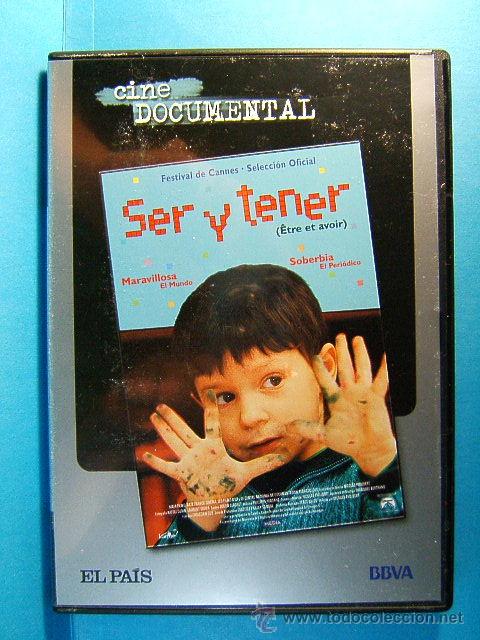 cine
DOCUMENTAL
Festival de Cannes · Selección Oficial
Ser y tener
(Être et avoir)
Maravillosa
El Mundo
Soberbia
El Periódico
EL PAÍS
BBVA
© todocoleccion
www.todocoleccion.net